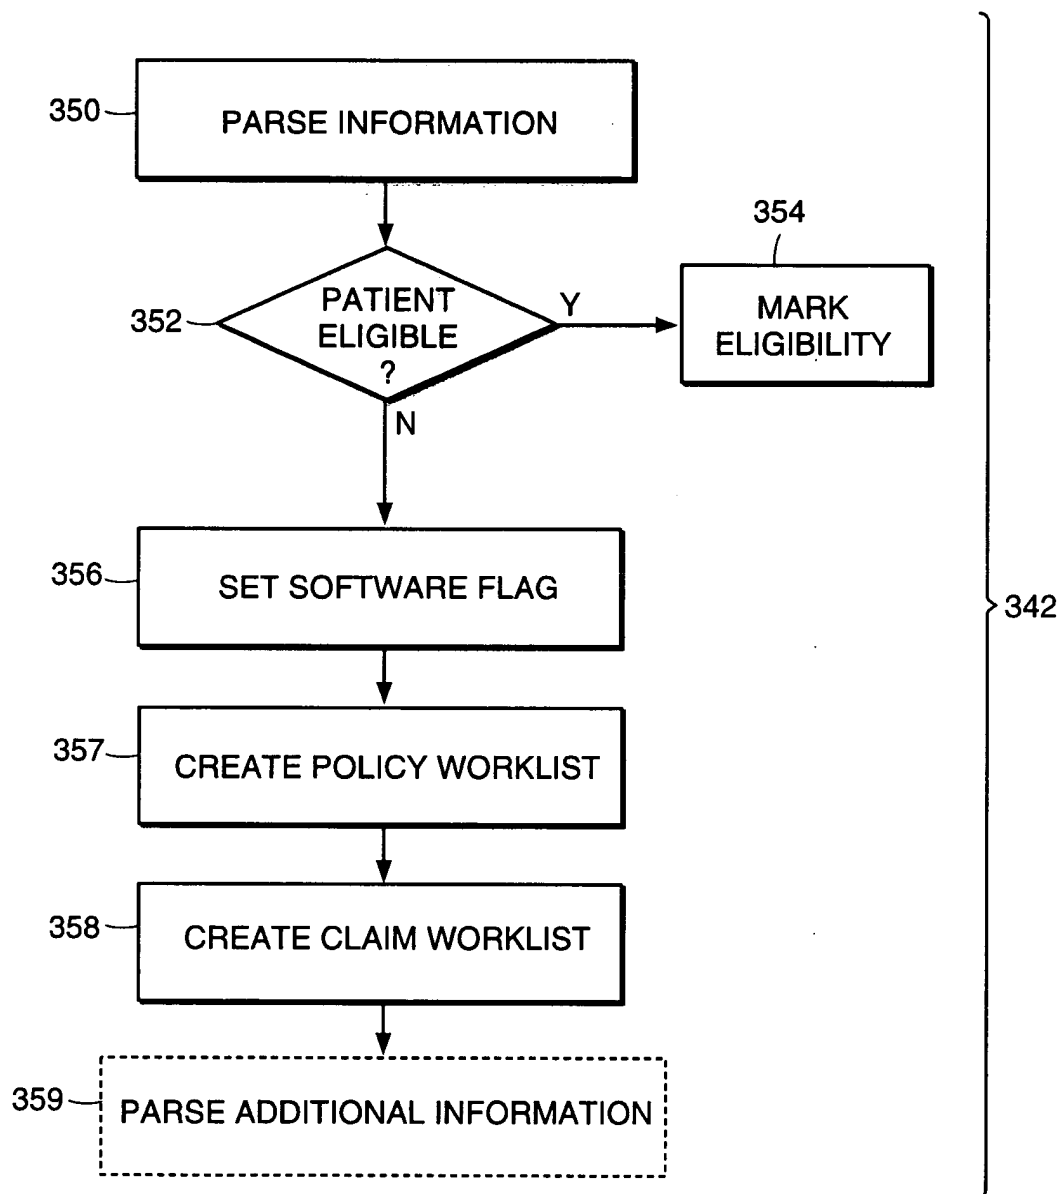 350
PARSE INFORMATION
354
352
PATIENT
ELIGIBLE
?
Y
MARK
ELIGIBILITY
N
356
SET SOFTWARE FLAG
342
357
CREATE POLICY WORKLIST
358
CREATE CLAIM WORKLIST
359
PARSE ADDITIONAL INFORMATION